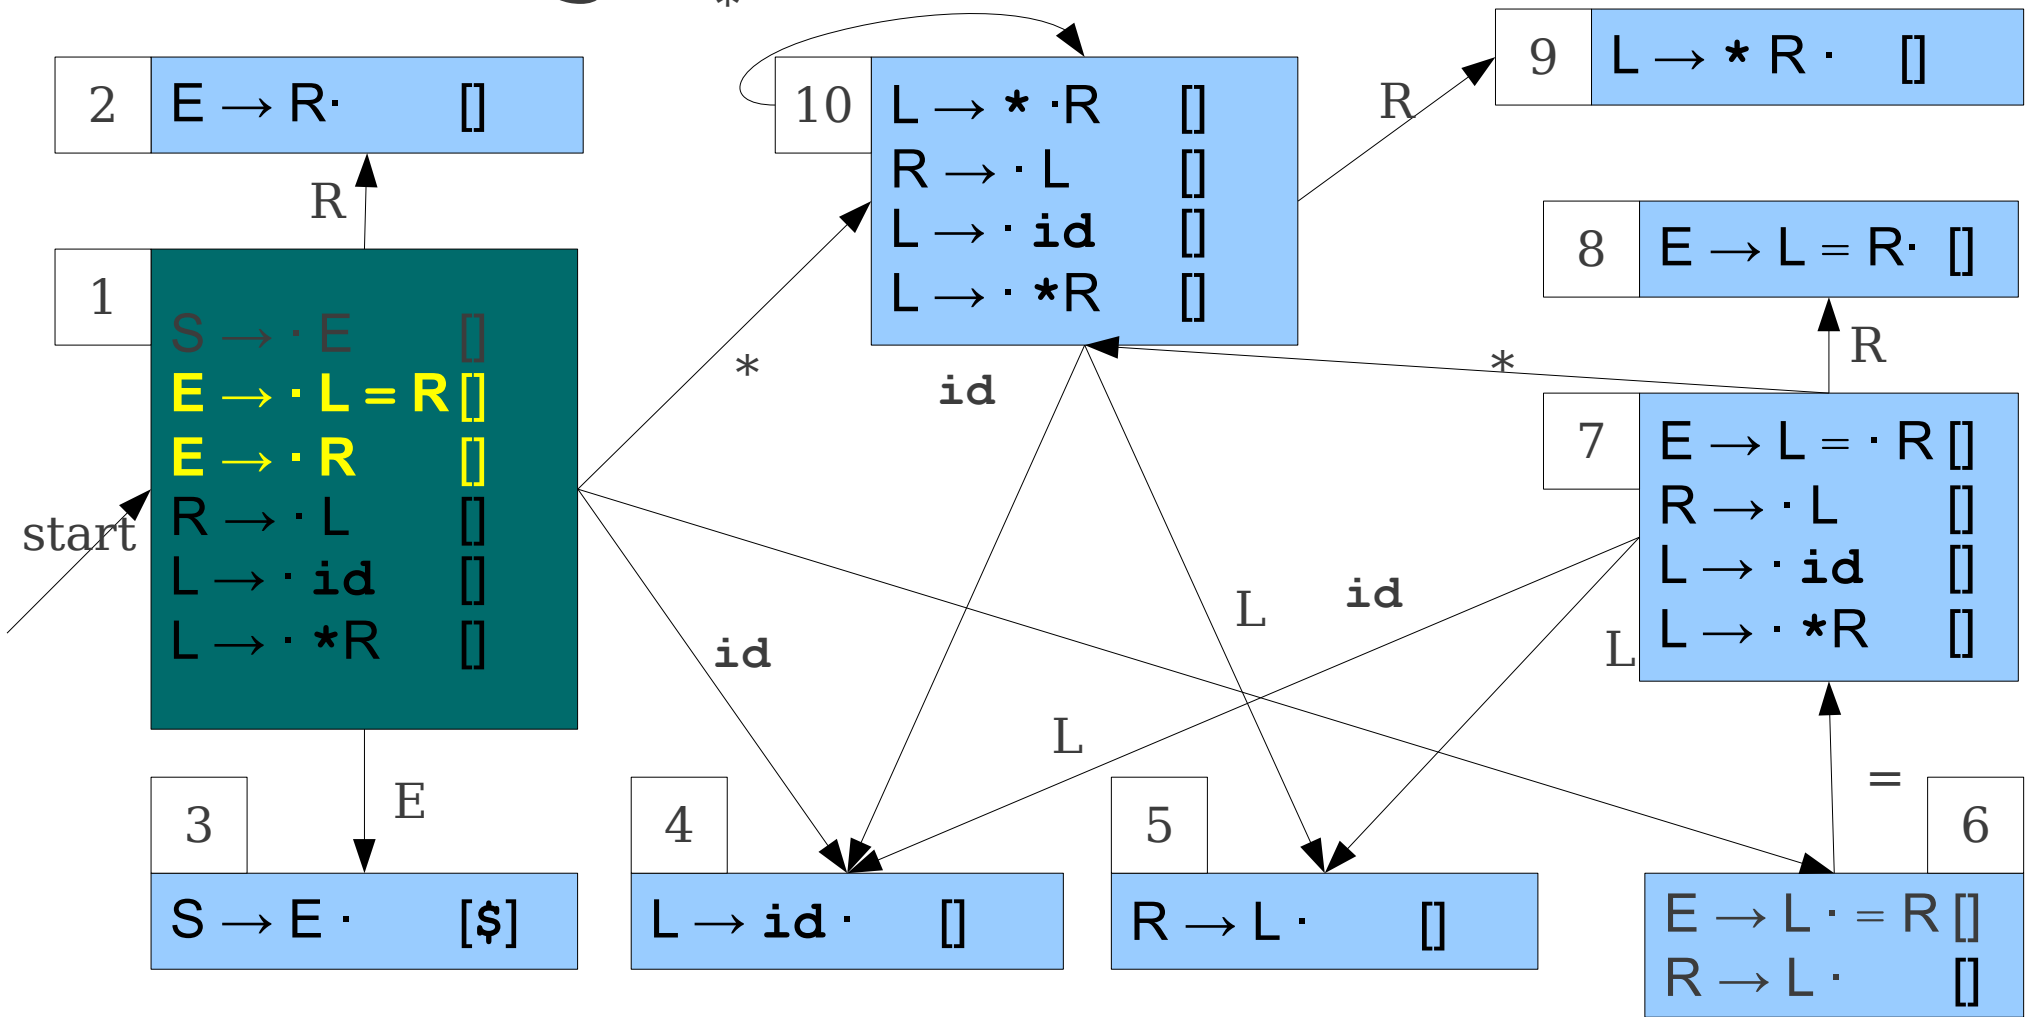 *
2
E → R· []
R
1
S → · E []
E → · L = R []
E → · R []
R → · L []
L → · id []
L → · *R []
start
E
3
S → E · [$]
10
L → * ·R []
R → · L []
L → · id []
L → · *R []
*
id
R
9
L → * R · []
8
E → L = R· []
R
*
7
E → L = · R []
R → · L []
L → · id []
L → · *R []
id
L
id
L
L
=
4
L → id · []
5
R → L · []
6
E → L · = R []
R → L · []